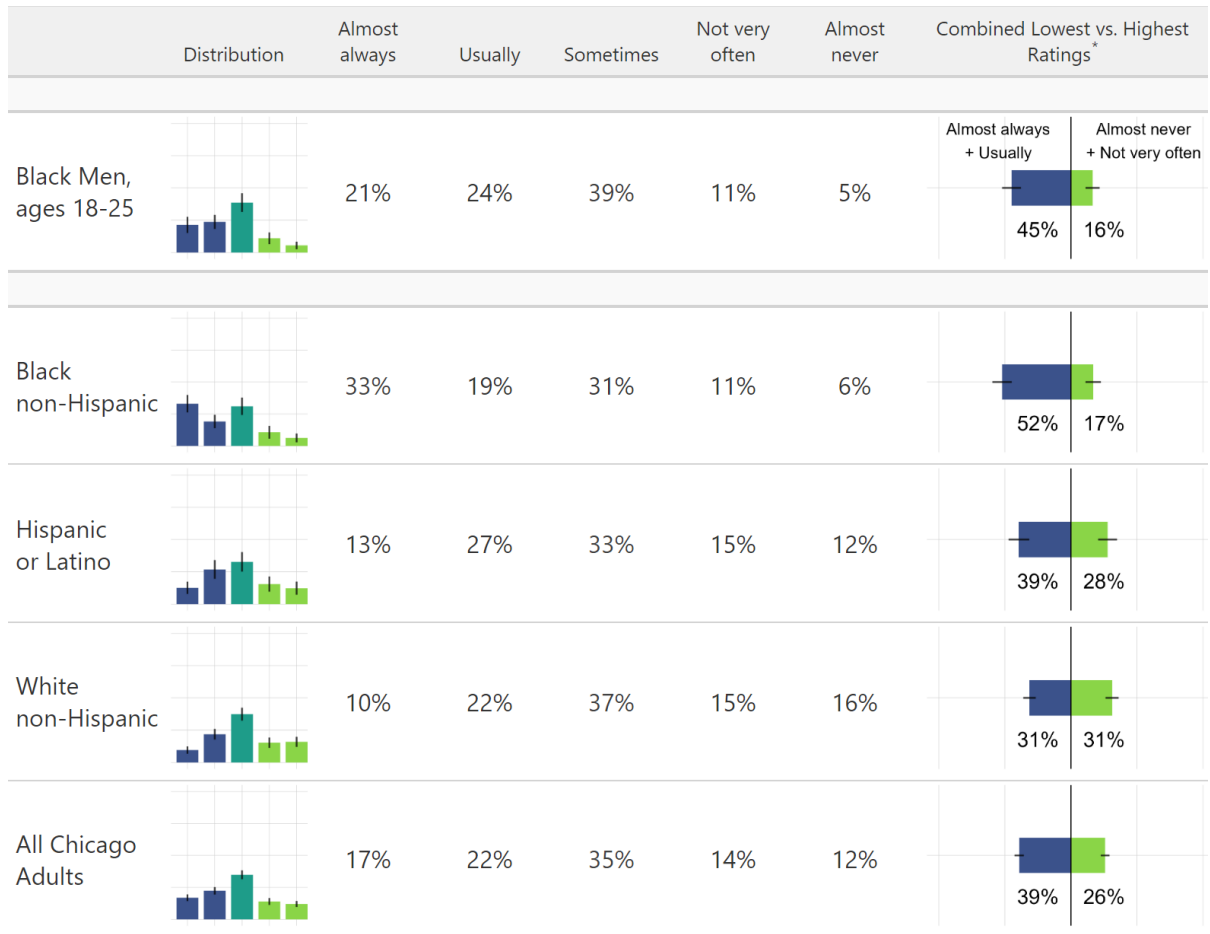 Distribution
Almost
always
Usually
Sometimes
Not very
often
Almost
never
Combined Lowest vs. Highest
Ratings*
Black Men,
ages 18-25
21%
24%
39%
11%
5%
Almost always
+ Usually
Almost never
+ Not very often
45%
16%
Black
non-Hispanic
33%
19%
31%
11%
6%
52%
17%
Hispanic
or Latino
13%
27%
33%
15%
12%
39%
28%
White
non-Hispanic
10%
22%
37%
15%
16%
31%
31%
All Chicago
Adults
17%
22%
35%
14%
12%
39%
26%